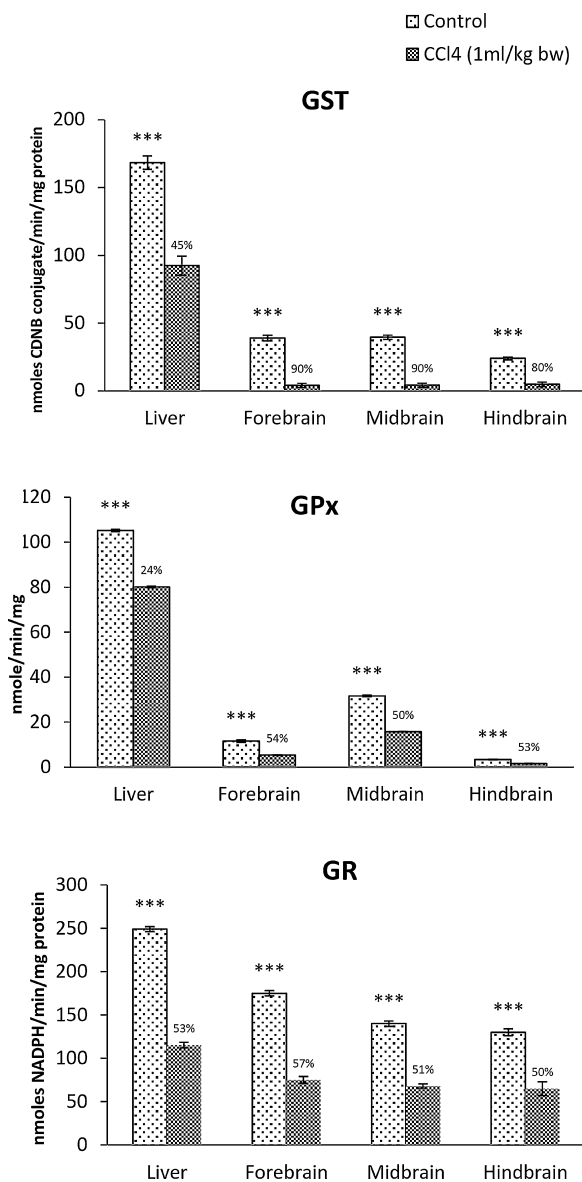 Control
CCl4 (1ml/kg bw)
GST
nmoles CDNB conjugate/min/mg protein
200
150
100
50
0
***
45%
***
90%
***
90%
***
80%
Liver
Forebrain
Midbrain
Hindbrain
GPx
nmole/min/mg
120
100
80
60
40
20
0
***
24%
***
54%
***
50%
***
53%
Liver
Forebrain
Midbrain
Hindbrain
GR
nmoles NADPH/min/mg protein
300
250
200
150
100
50
0
***
53%
***
57%
***
51%
***
50%
Liver
Forebrain
Midbrain
Hindbrain